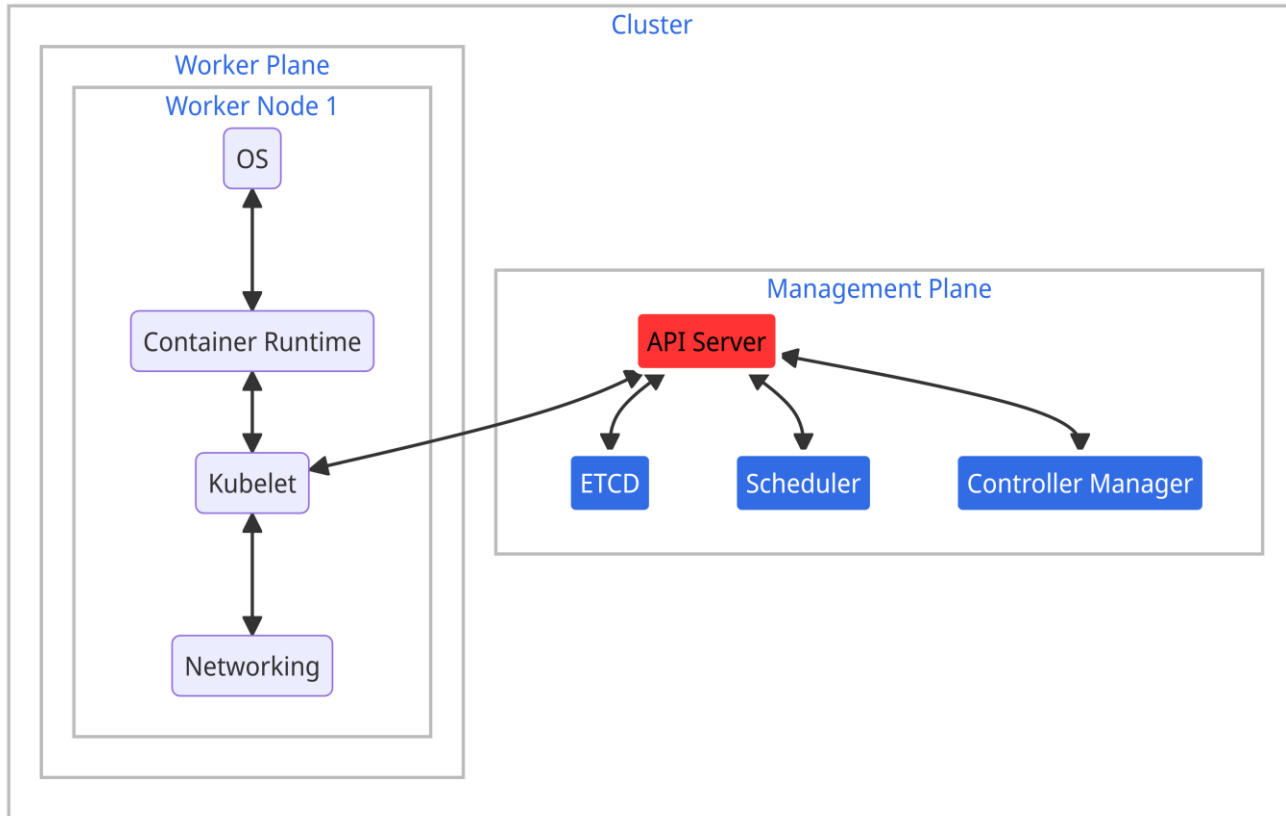 Cluster
Worker Plane
Worker Node 1
OS
Container Runtime
Kubelet
Networking
Management Plane
API Server
ETCD
Scheduler
Controller Manager